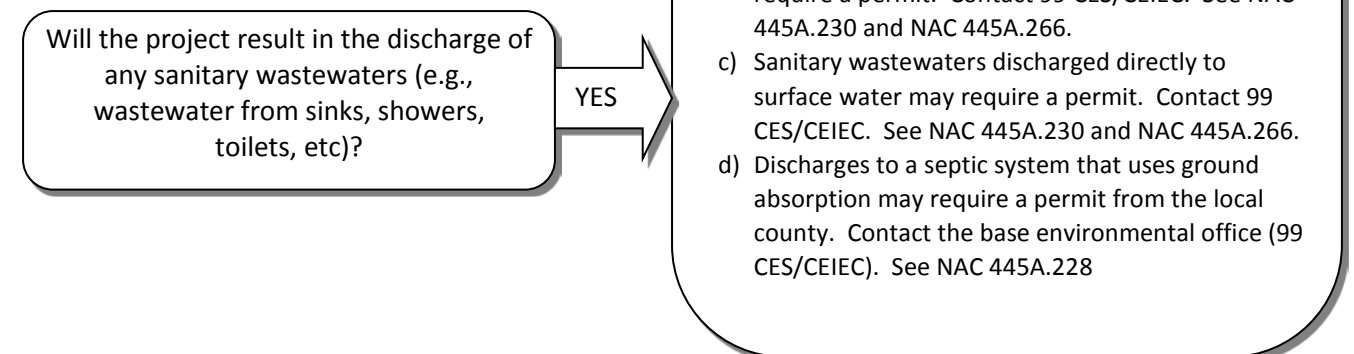 Will the project result in the discharge of
any sanitary wastewaters (e.g.,
wastewater from sinks, showers,
toilets, etc)?
YES
require a permit.  Contact 99 CES/CEIEC.  See NAC
445A.230 and NAC 445A.266.
c) Sanitary wastewaters discharged directly to
surface water may require a permit.  Contact 99
CES/CEIEC.  See NAC 445A.230 and NAC 445A.266.
d) Discharges to a septic system that uses ground
absorption may require a permit from the local
county.  Contact the base environmental office (99
CES/CEIEC).  See NAC 445A.228